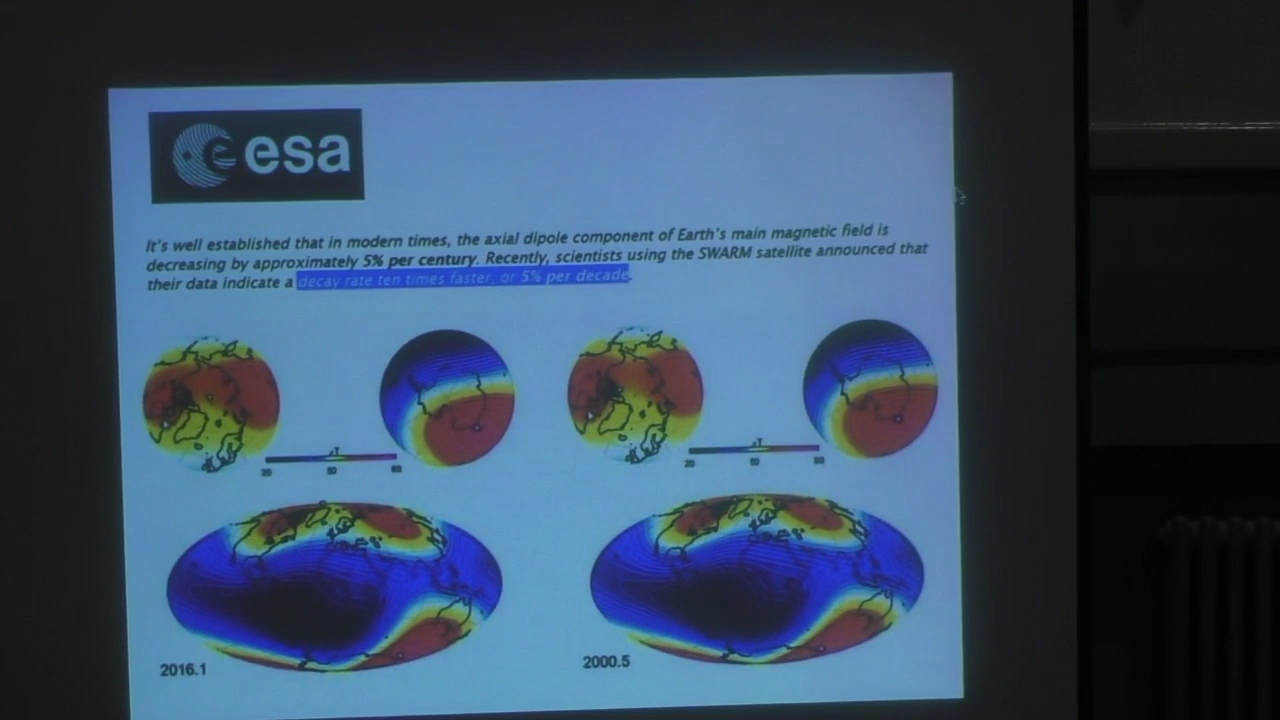 esa
It's well established that in modern times, the axial dipole component of Earth's main magnetic field is
decreasing by approximately 5% per century. Recently, scientists using the SWARM satellite announced that
their data indicate a decay rate ten times faster, or 5% per decade.
20
50
20
50
2016.1
2000.5